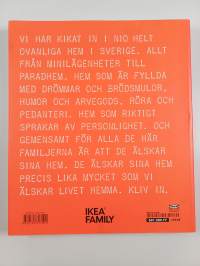 VI HAR KIKAT IN I NIO HELT
OVANLIGA HEM I SVERIGE. ALLT
FRÅN MINILÄGENHETER TILL
PARADHEM. HEM SOM ÄR FYLLDA
MED DRÖMMAR OCH BRÖDSMULOR,
HUMOR OCH ARVEGODS, RÖRA OCH
PEDANTERI. HEM SOM RIKTIGT
SPRAKAR AV PERSONLIGHET. OCH
GEMENSAMT FÖR ALLA DE HÄR
FAMILJERNA ÄR ATT DE ÄLSKAR
SINA HEM. DE ÄLSKAR SINA HEM
PRECIS LIKA MYCKET SOM VI
ÄLSKAR LIVET HEMMA. KLIV IN.
IKEA
FAMILY